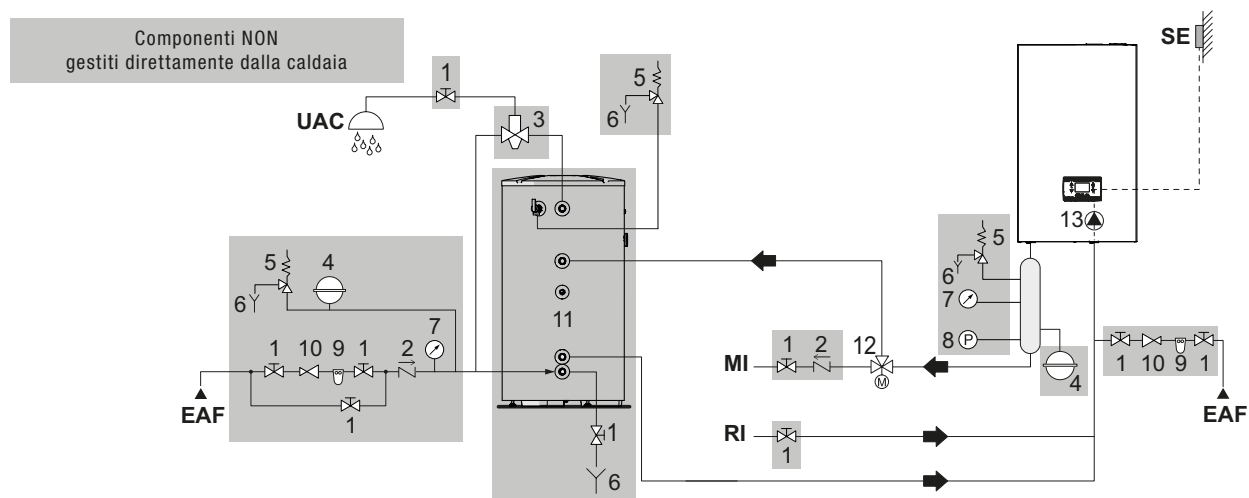 Componenti NON
gestiti direttamente dalla caldaia
1
UAC
3
5
6
SE
13
5
6
7
8 P
4
5
4
6
7
1 10 9 1 2
1
EAF
11
1
6
MI
1 2 12
M
RI
1
1 10 9 1
EAF